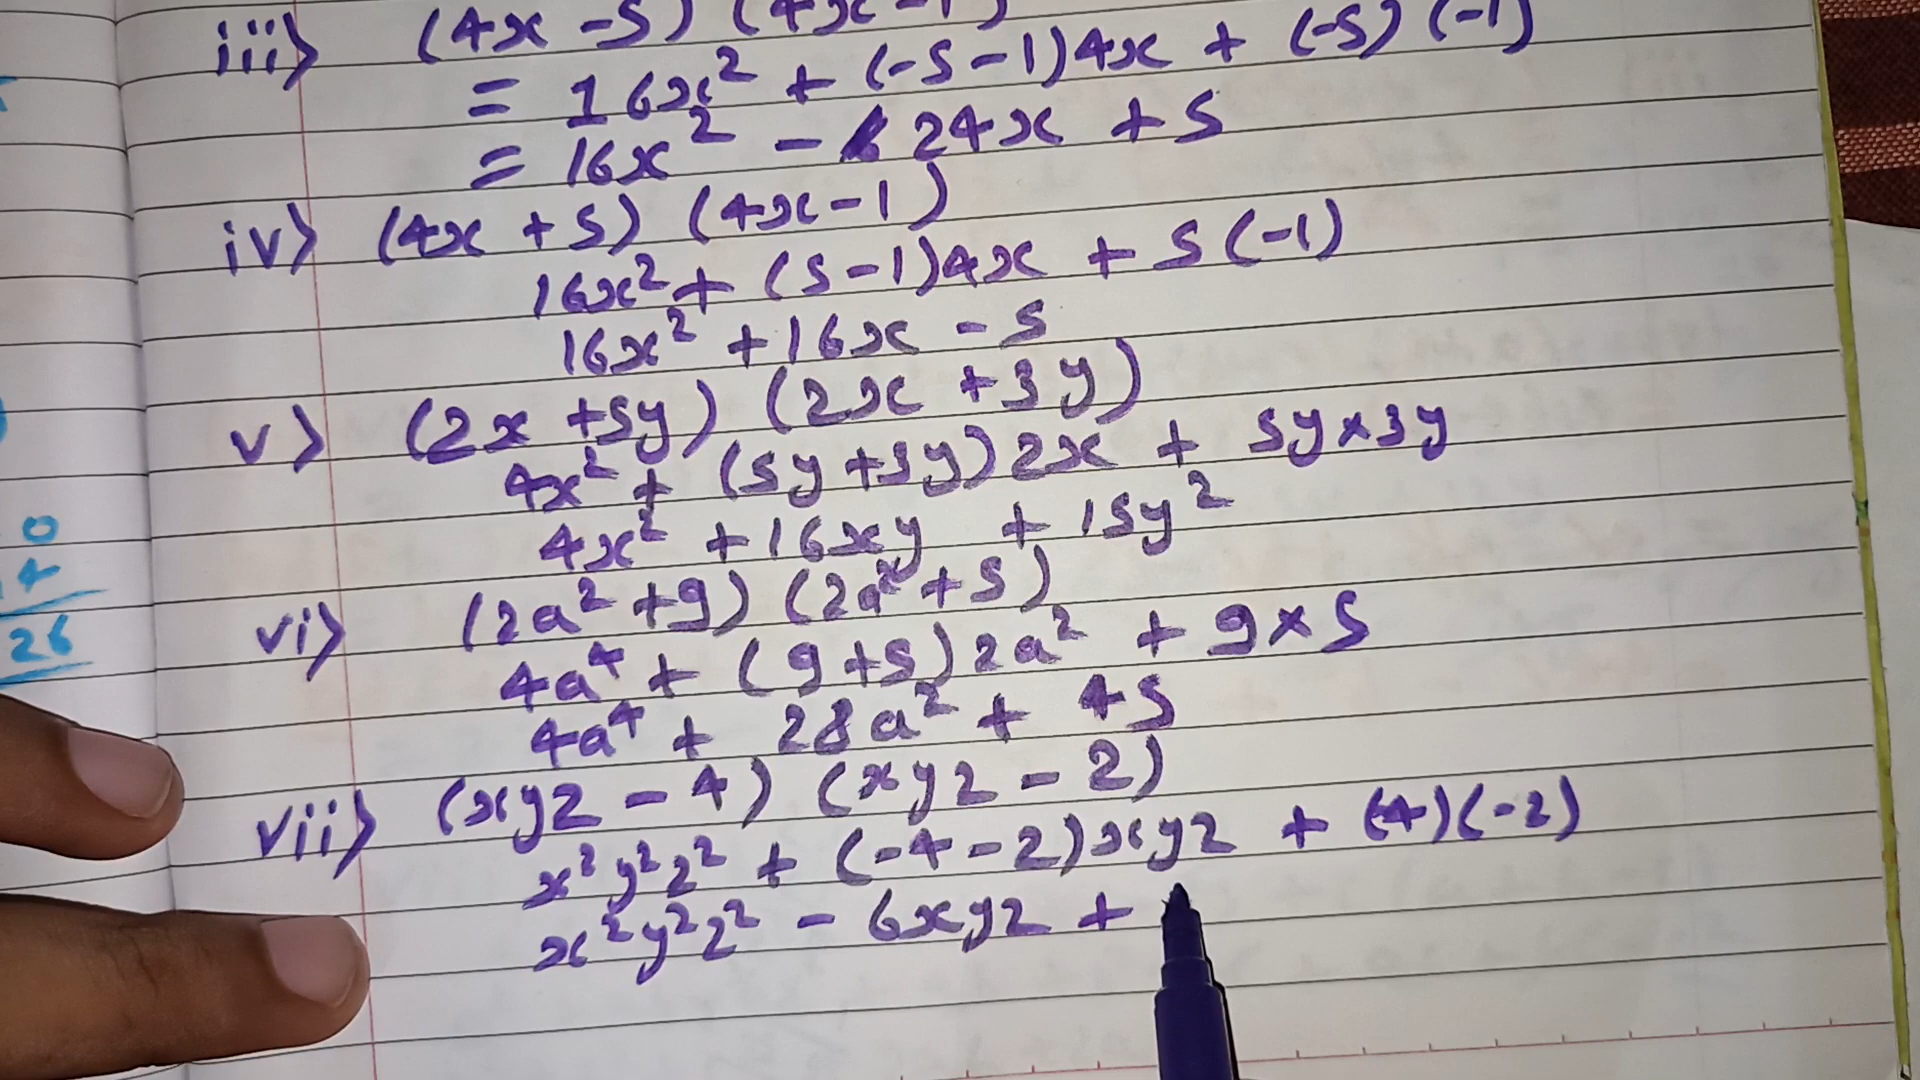 iii) (4x - 5) (4x - 1)
= 16x² + (-5 - 1)4x + (-5) (-1)
= 16x² - 24x + 5
iv) (4x + 5) (4x - 1)
16x² + (5 - 1)4x + 5(-1)
16x² + 16x - 5
v) (2x + 5y) (2x + 3y)
4x² + (5y + 3y) 2x + 5y × 3y
4x² + 16xy + 15y²
vi) (2a² + 9) (2a² + 5)
4a⁴ + (9 + 5) 2a² + 9 × 5
4a⁴ + 28a² + 45
vii) (xyz - 4) (xyz - 2)
x²y²z² + (-4 - 2)xyz + (-4)(-2)
x²y²z² - 6xyz +
0
4
26